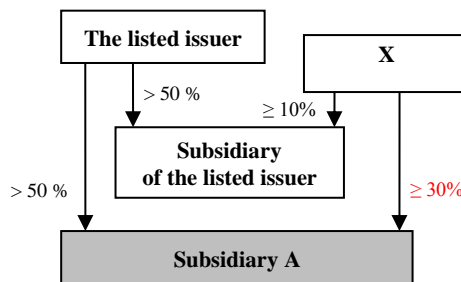 The listed issuer
X
> 50 %
≥ 10%
Subsidiary
of the listed issuer
> 50 %
≥ 30%
Subsidiary A